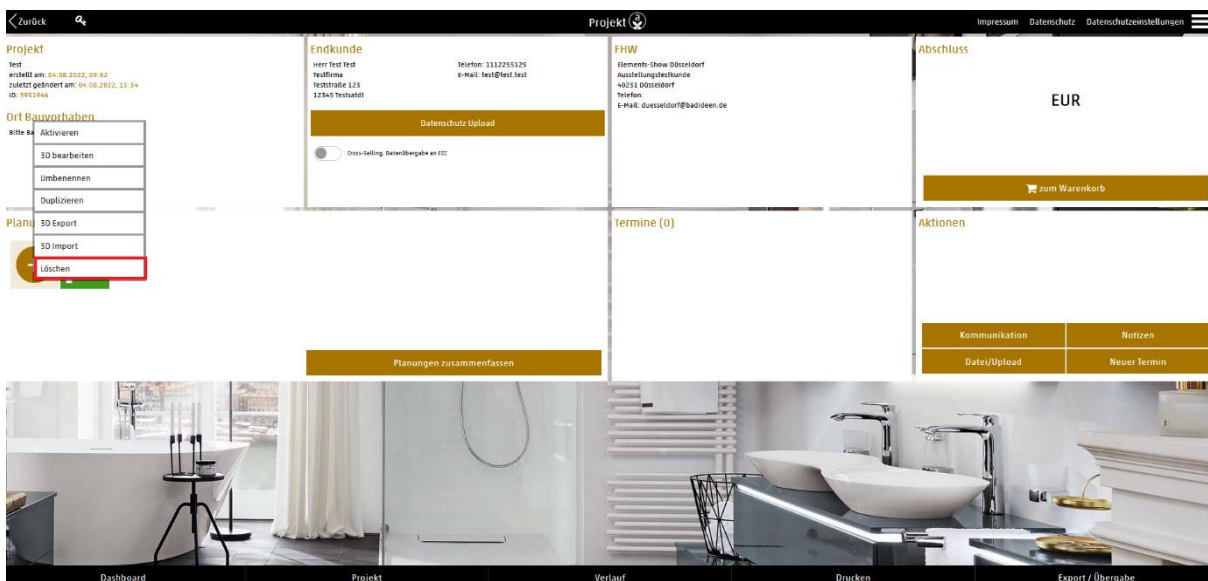 Zurück
Projekt
Impressum Datenschutz Datenschutzeinstellungen
Projekt
Test
erstellt am: 04.08.2022, 09:32
zuletzt geändert am: 04.08.2022, 15:34
ID: 5951944
Ort Bauvorhaben
Bitte Ba
Aktivieren
3D bearbeiten
Umbenennen
Duplizieren
3D Export
3D Import
Löschen
Endkunde
Herr Test Test
Testfirma
Teststraße 123
12345 Testsatdt
Telefon: 1112255125
E-Mail: test@test.test
Datenschutz Upload
Cross-Selling. Datenübergabe an CCC
FHW
Elements-Show Düsseldorf
Ausstellungstestkunde
40231 Düsseldorf
Telefon:
E-Mail: duesseldorf@badideen.de
Abschluss
EUR
zum Warenkorb
Planu
Planungen zusammenfassen
Termine (0)
Aktionen
Kommunikation
Notizen
Datei/Upload
Neuer Termin
Dashboard
Projekt
Verlauf
Drucken
Export / Übergabe